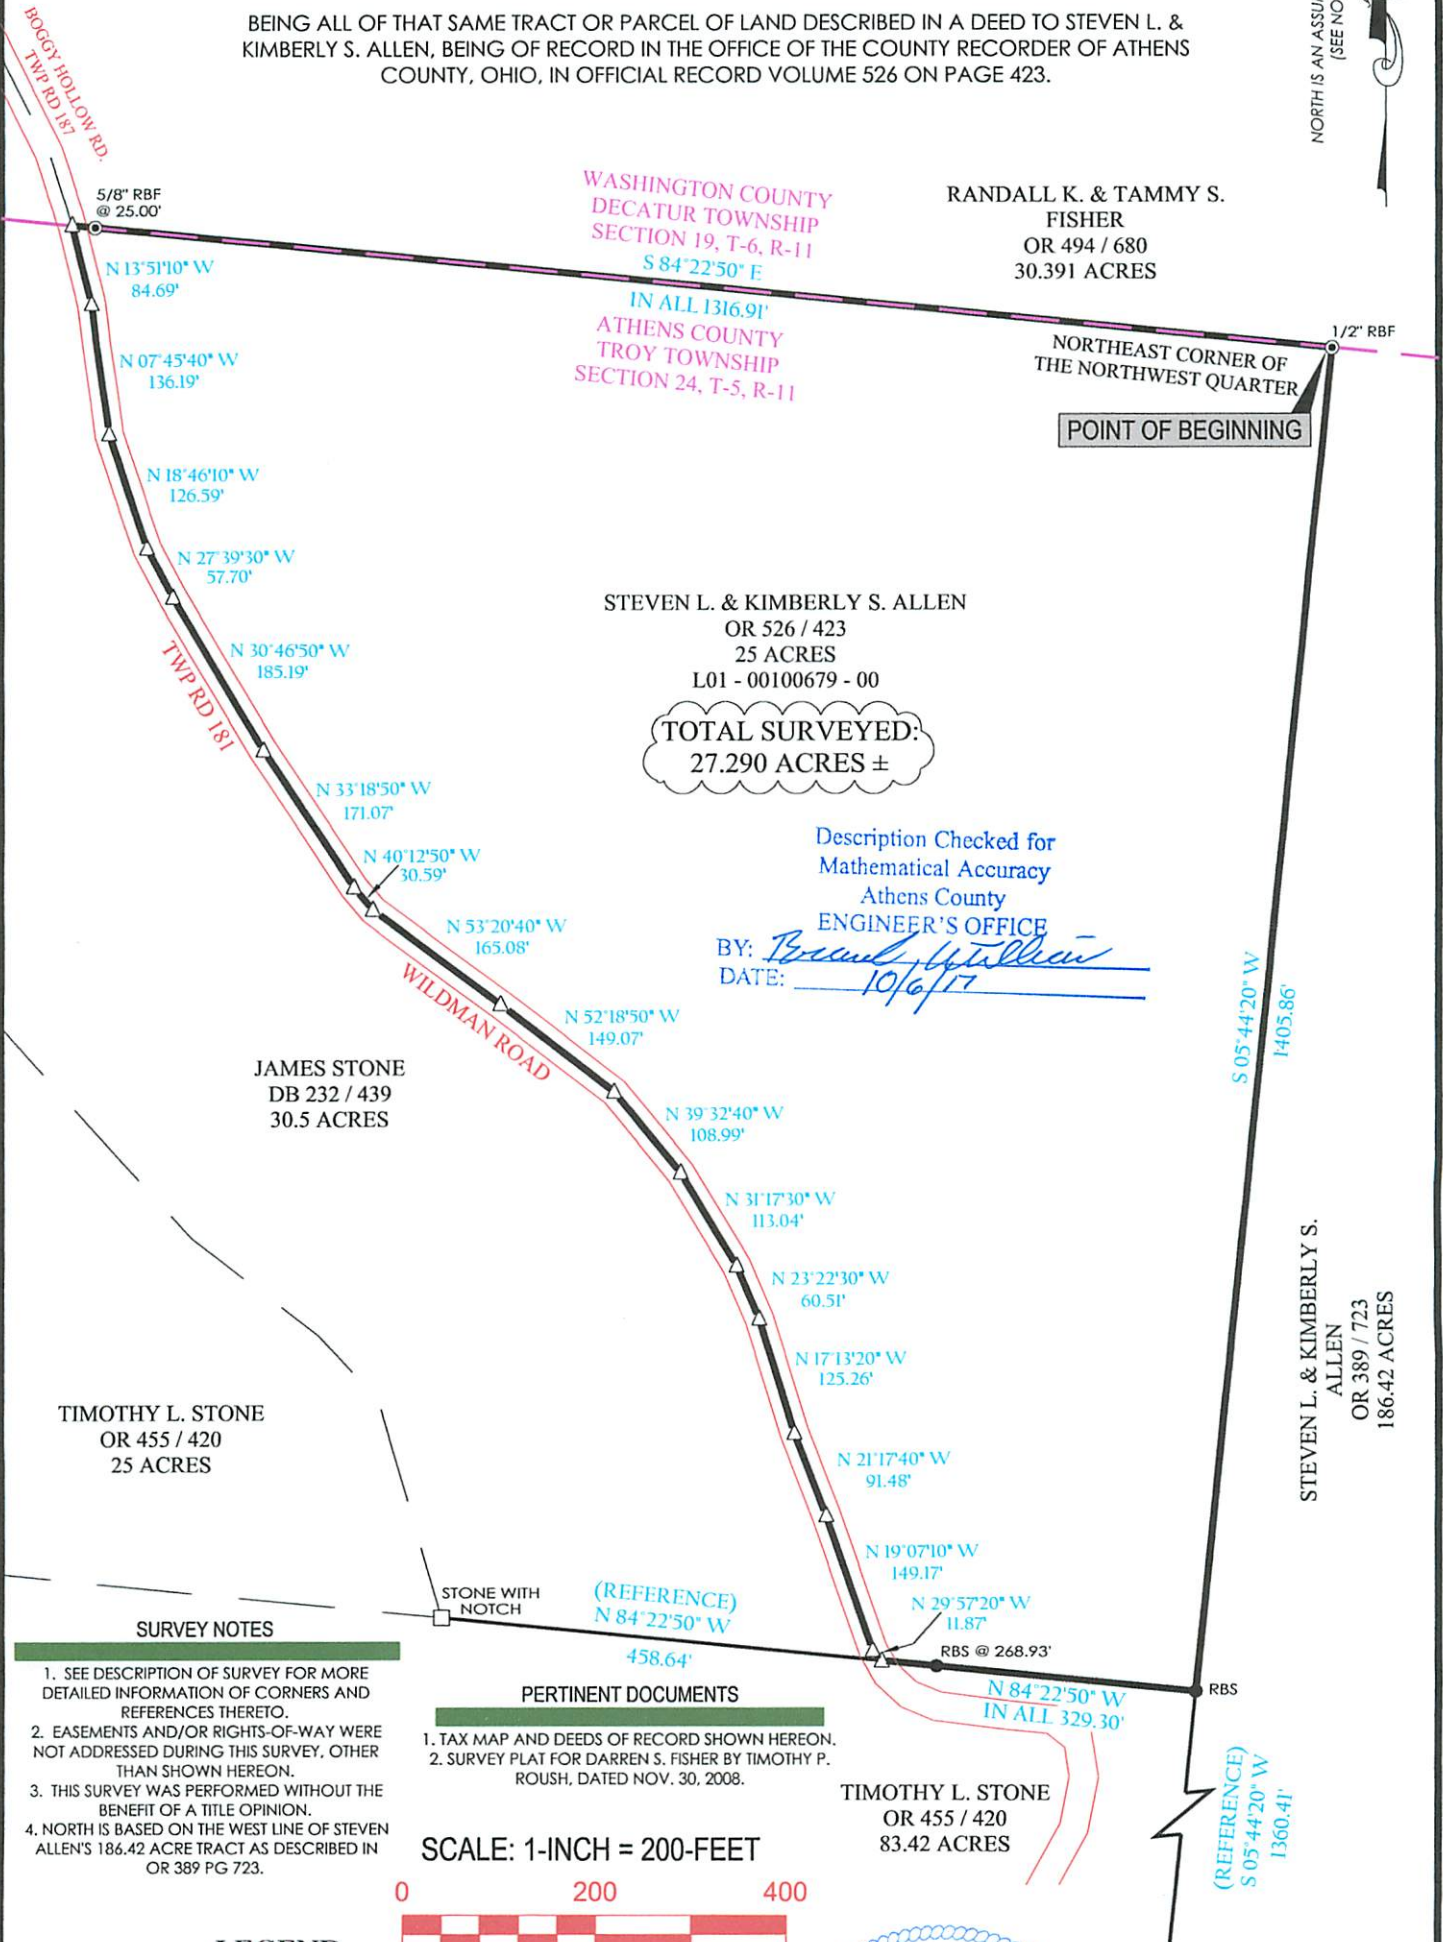 BEING ALL OF THAT SAME TRACT OR PARCEL OF LAND DESCRIBED IN A DEED TO STEVEN L. &
KIMBERLY S. ALLEN, BEING OF RECORD IN THE OFFICE OF THE COUNTY RECORDER OF ATHENS
COUNTY, OHIO, IN OFFICIAL RECORD VOLUME 526 ON PAGE 423.
NORTH IS AN
(SEE
BOGGY HOLLOW RD.
TWP RD 187
5/8" RBF
@ 25.00'
WASHINGTON COUNTY
DECATUR TOWNSHIP
SECTION 19, T-6, R-11
S 84°22'50" E
IN ALL 1316.91'
ATHENS COUNTY
TROY TOWNSHIP
SECTION 24, T-5, R-11
RANDALL K. & TAMMY S.
FISHER
OR 494 / 680
30.391 ACRES
1/2" RBF
NORTHEAST CORNER OF
THE NORTHWEST QUARTER
POINT OF BEGINNING
N 13°51'10" W
84.69'
N 07°45'40" W
136.19'
N 18°46'10" W
126.59'
N 27°39'30" W
57.70'
N 30°46'50" W
185.19'
TWP RD 181
STEVEN L. & KIMBERLY S. ALLEN
OR 526 / 423
25 ACRES
L01 - 00100679 - 00
TOTAL SURVEYED:
27.290 ACRES ±
N 33°18'50" W
171.07'
N 40°12'50" W
30.59'
N 53°20'40" W
165.08'
WILDMAN ROAD
Description Checked for
Mathematical Accuracy
Athens County
ENGINEER'S OFFICE
BY:
DATE: 10/6/17
N 52°18'50" W
149.07'
S 05°44'20" W
1405.86'
JAMES STONE
DB 232 / 439
30.5 ACRES
N 39°32'40" W
108.99'
N 31°17'30" W
113.04'
N 23°22'30" W
60.51'
N 17°13'20" W
125.26'
STEVEN L. & KIMBERLY S.
ALLEN
OR 389 / 723
186.42 ACRES
TIMOTHY L. STONE
OR 455 / 420
25 ACRES
N 21°17'40" W
91.48'
N 19°07'10" W
149.17'
N 29°57'20" W
11.87'
STONE WITH
NOTCH
(REFERENCE)
N 84°22'50" W
458.64'
RBS @ 268.93'
N 84°22'50" W
IN ALL 329.30'
RBS
SURVEY NOTES
1. SEE DESCRIPTION OF SURVEY FOR MORE
DETAILED INFORMATION OF CORNERS AND
REFERENCES THERETO.
2. EASEMENTS AND/OR RIGHTS-OF-WAY WERE
NOT ADDRESSED DURING THIS SURVEY, OTHER
THAN SHOWN HEREON.
3. THIS SURVEY WAS PERFORMED WITHOUT THE
BENEFIT OF A TITLE OPINION.
4. NORTH IS BASED ON THE WEST LINE OF STEVEN
ALLEN'S 186.42 ACRE TRACT AS DESCRIBED IN
OR 389 PG 723.
PERTINENT DOCUMENTS
1. TAX MAP AND DEEDS OF RECORD SHOWN HEREON.
2. SURVEY PLAT FOR DARREN S. FISHER BY TIMOTHY P.
ROUSH, DATED NOV. 30, 2008.
TIMOTHY L. STONE
OR 455 / 420
83.42 ACRES
(REFERENCE)
S 05°44'20" W
1360.41'
SCALE: 1-INCH = 200-FEET
0 200 400
LEGEND